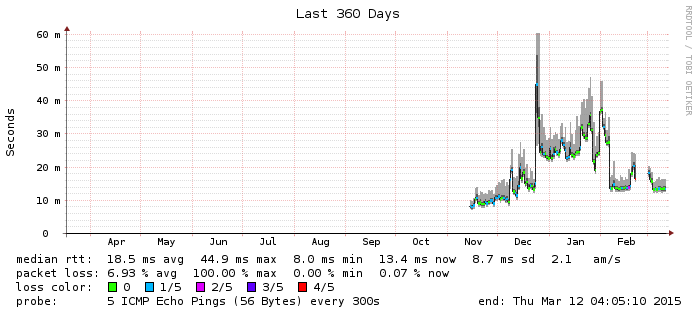 Last 360 Days
RRDTOOL / TOBI OETIKER
Seconds
60 m
50 m
40 m
30 m
20 m
10 m
0
Apr May Jun Jul Aug Sep Oct Nov Dec Jan Feb
median rtt: 18.5 ms avg 44.9 ms max 8.0 ms min 13.4 ms now 8.7 ms sd 2.1 am/s
packet loss: 6.93 % avg 100.00 % max 0.00 % min 0.07 % now
loss color: 0 1/5 2/5 3/5 4/5
probe: 5 ICMP Echo Pings (56 Bytes) every 300s end: Thu Mar 12 04:05:10 2015